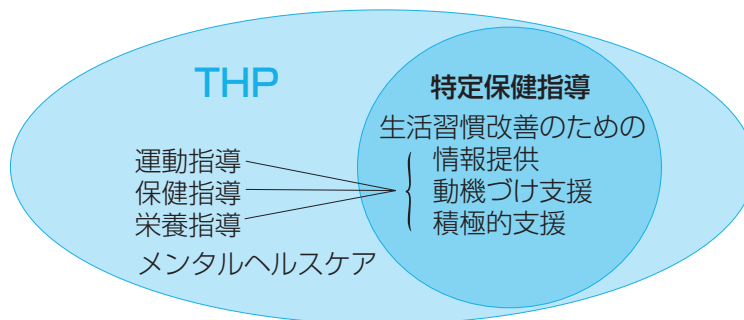 THP
運動指導
保健指導
栄養指導
メンタルヘルスケア
特定保健指導
生活習慣改善のための
情報提供
動機づけ支援
積極的支援